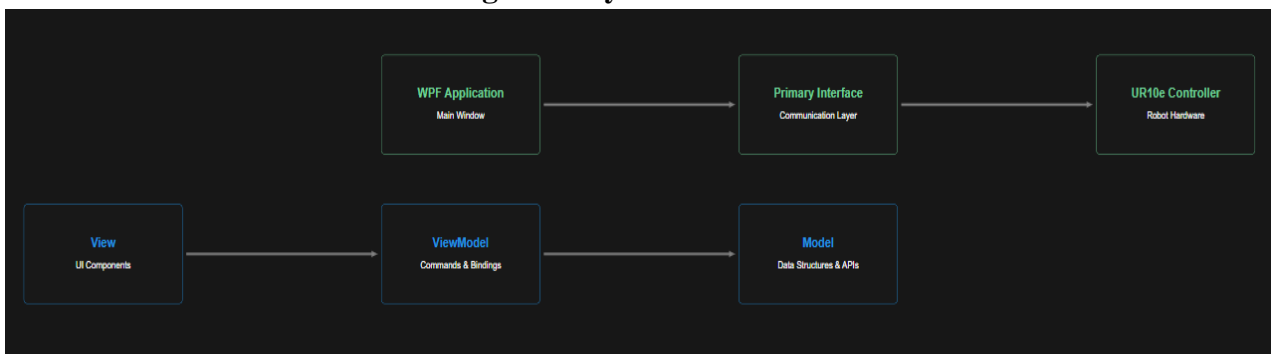 WPF Application
Main Window
Primary Interface
Communication Layer
UR10e Controller
Robot Hardware
View
UI Components
ViewModel
Commands & Bindings
Model
Data Structures & APIs